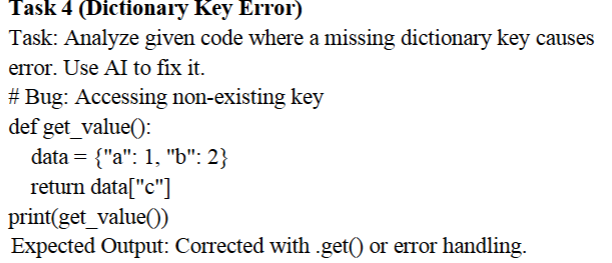 Task 4 (Dictionary Key Error)
Task: Analyze given code where a missing dictionary key causes
error. Use AI to fix it.
# Bug: Accessing non-existing key
def get_value():
    data = {"a": 1, "b": 2}
    return data["c"]
print(get_value())
Expected Output: Corrected with .get() or error handling.